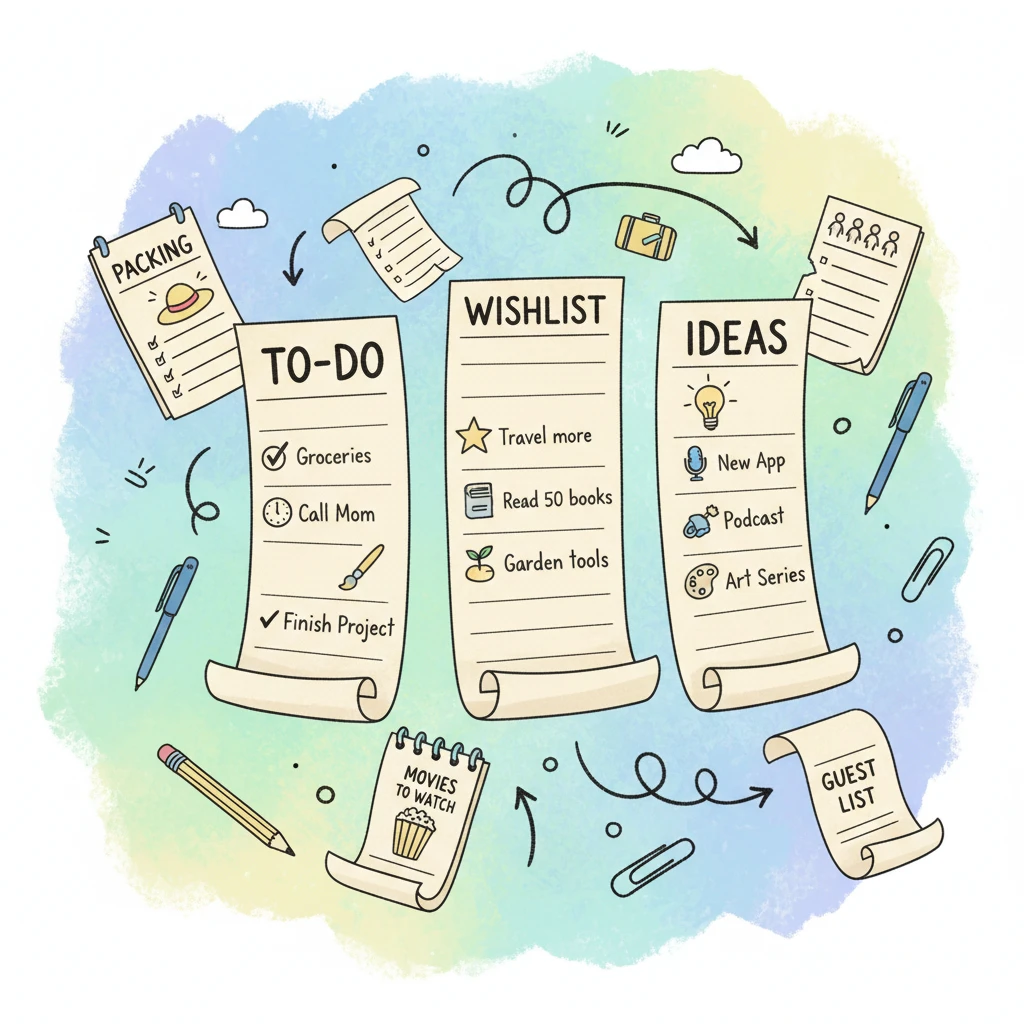 PACKING
TO-DO
Groceries
Call Mom
Finish Project
WISHLIST
Travel more
Read 50 books
Garden tools
IDEAS
New App
Podcast
Art Series
MOVIES
TO WATCH
GUEST
LIST